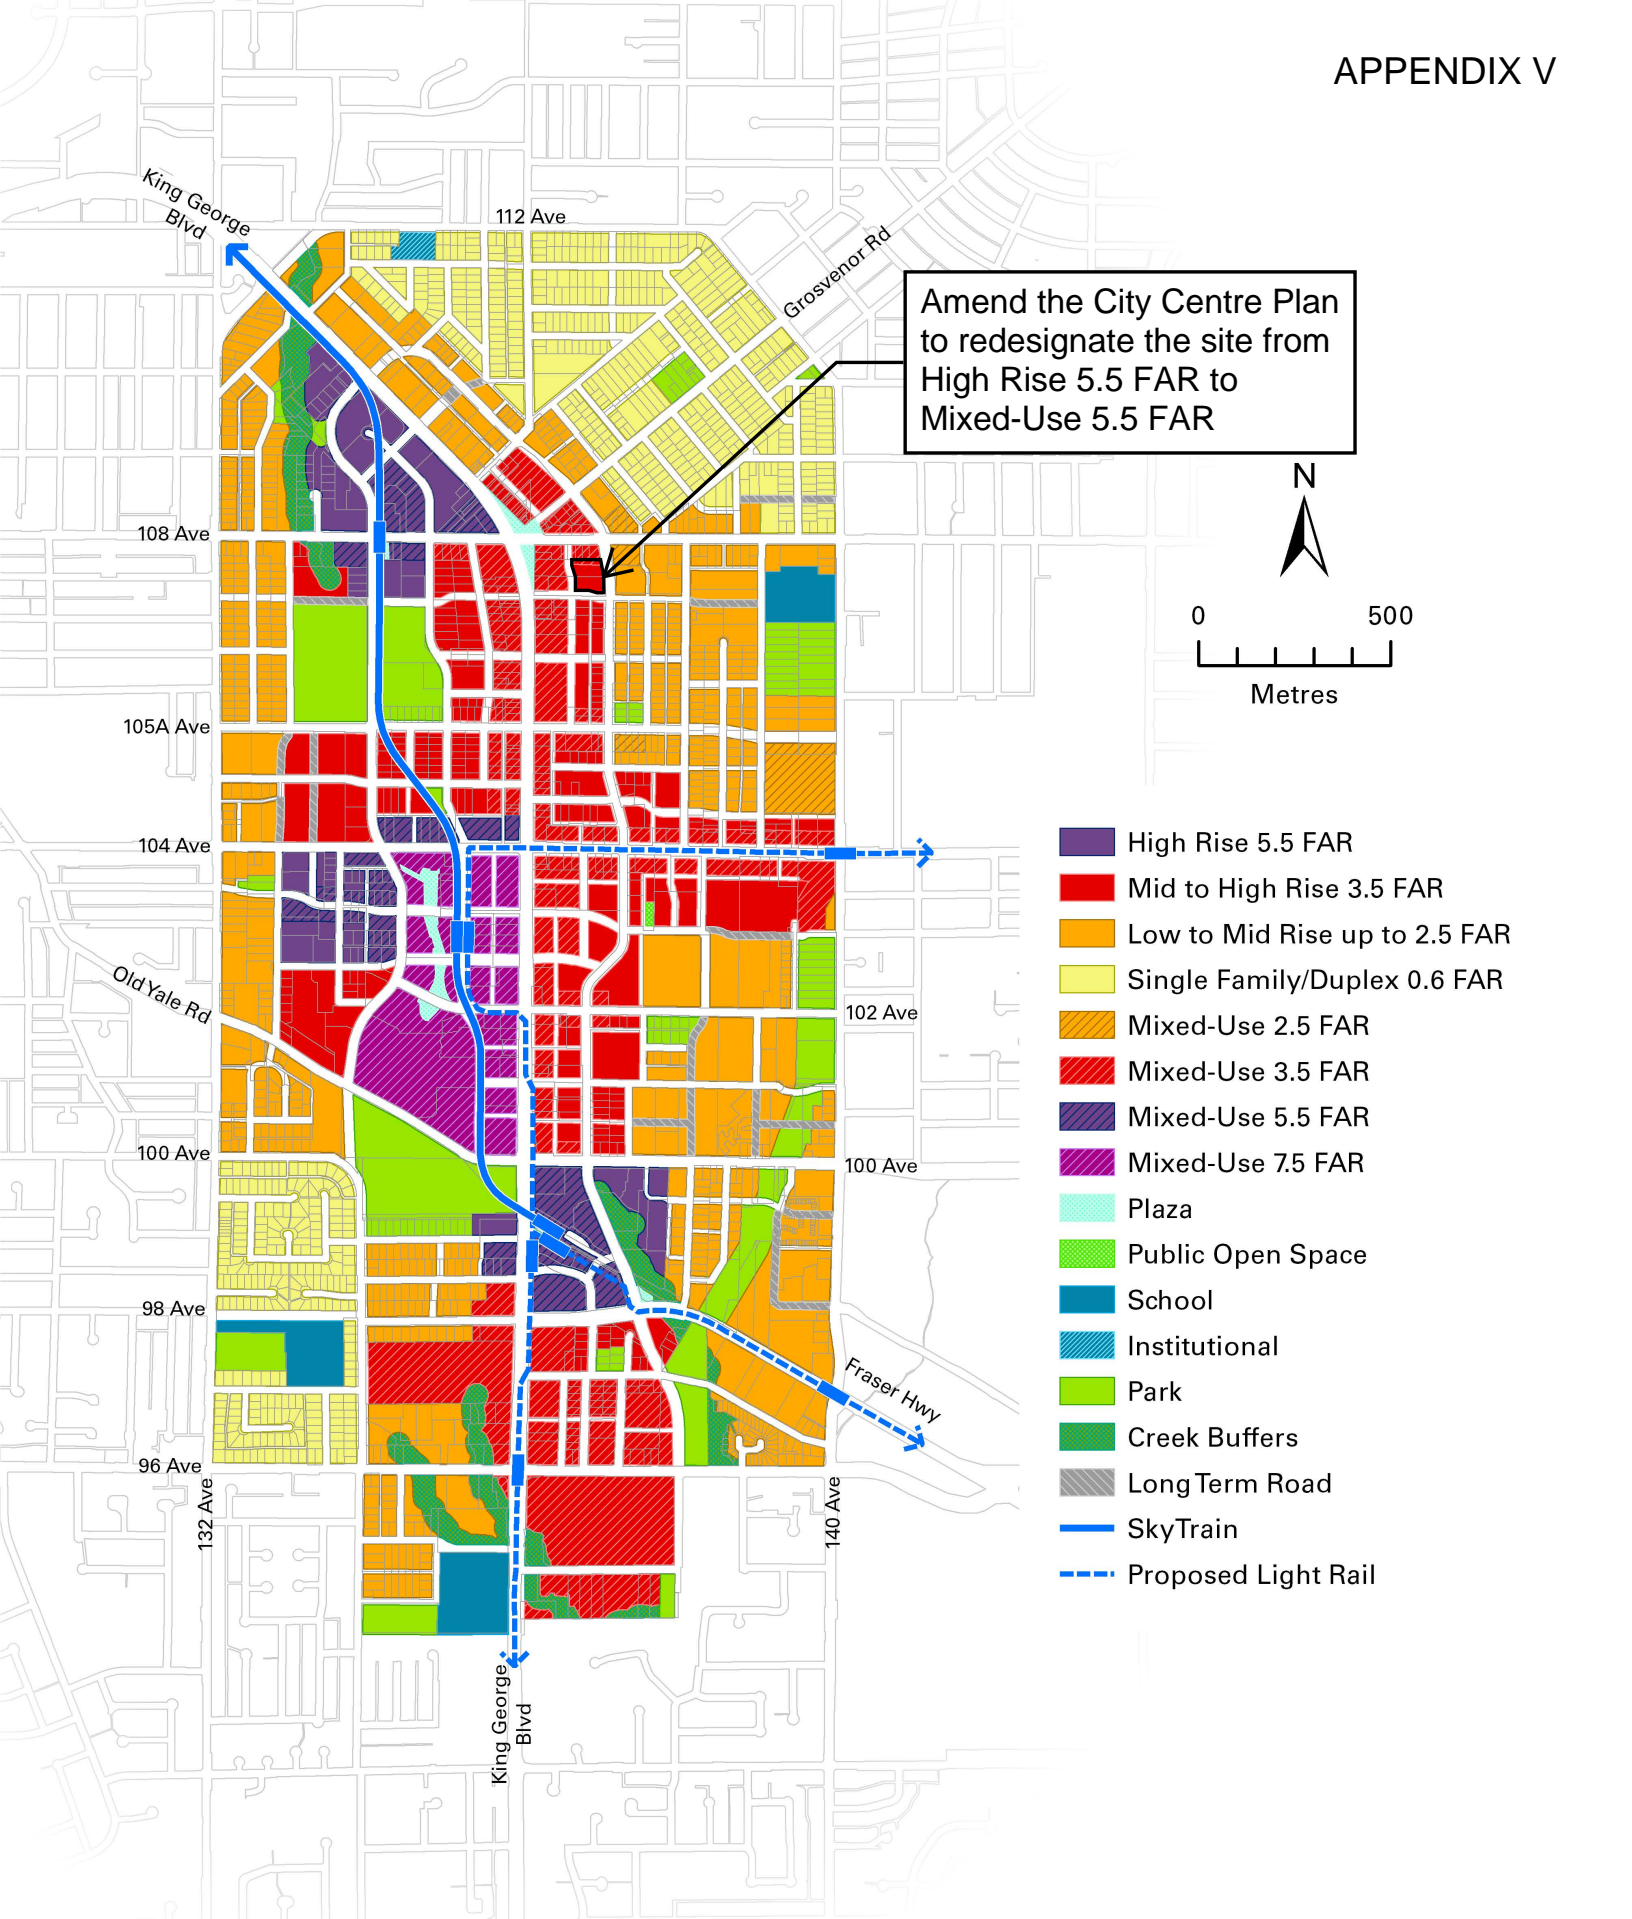 APPENDIX V
King George
Blvd
112 Ave
Grosvenor Rd
Amend the City Centre Plan
to redesignate the site from
High Rise 5.5 FAR to
Mixed-Use 5.5 FAR
N
0 500
Metres
108 Ave
105A Ave
104 Ave
Old Yale Rd
102 Ave
100 Ave
100 Ave
98 Ave
Fraser Hwy
96 Ave
132 Ave
140 Ave
King George
Blvd
High Rise 5.5 FAR
Mid to High Rise 3.5 FAR
Low to Mid Rise up to 2.5 FAR
Single Family/Duplex 0.6 FAR
Mixed-Use 2.5 FAR
Mixed-Use 3.5 FAR
Mixed-Use 5.5 FAR
Mixed-Use 7.5 FAR
Plaza
Public Open Space
School
Institutional
Park
Creek Buffers
Long Term Road
SkyTrain
Proposed Light Rail